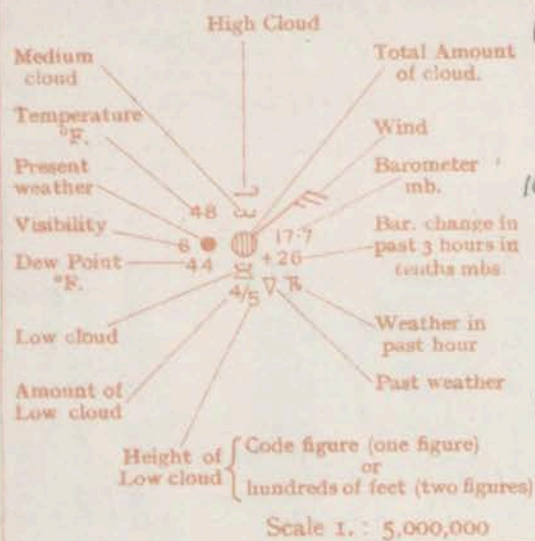 High Cloud
Medium cloud
Total Amount of cloud.
Temperature °F.
Wind
Present weather
Barometer mb.
48
Visibility
6
17·7
Bar. change in past 3 hours in tenths mbs
+26
Dew Point °F.
44
4/5
Low cloud
Weather in past hour
Amount of Low cloud
Past weather
Height of Low cloud { Code figure (one figure)
or
hundreds of feet (two figures)
Scale 1. : 5,000,000